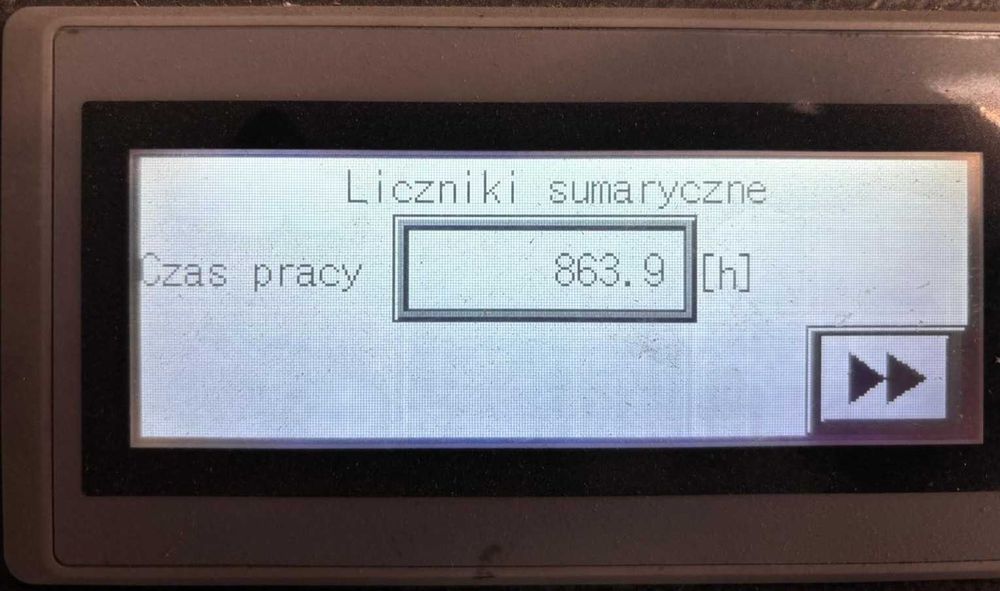 Liczniki sumaryczne
Czas pracy 863.9 [h]